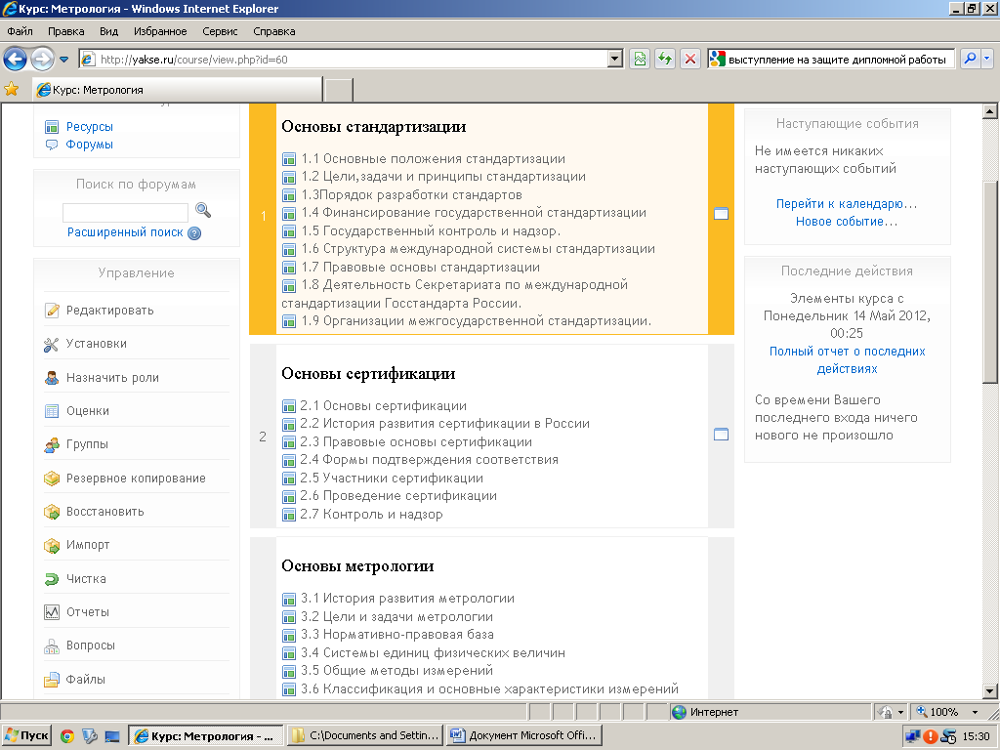 Курс: Метрология - Windows Internet Explorer
Файл Правка Вид Избранное Сервис Справка
http://yakse.ru/course/view.php?id=60
выступление на защите дипломной работы
Курс: Метрология
Ресурсы
Форумы
Поиск по форумам
Расширенный поиск
Управление
Редактировать
Установки
Назначить роли
Оценки
Группы
Резервное копирование
Восстановить
Импорт
Чистка
Отчеты
Вопросы
Файлы
1
Основы стандартизации
1.1 Основные положения стандартизации
1.2 Цели,задачи и принципы стандартизации
1.3Порядок разработки стандартов
1.4 Финансирование государственной стандартизации
1.5 Государственный контроль и надзор.
1.6 Структура международной системы стандартизации
1.7 Правовые основы стандартизации
1.8 Деятельность Секретариата по международной
стандартизации Госстандарта России.
1.9 Организации межгосударственной стандартизации.
2
Основы сертификации
2.1 Основы сертификации
2.2 История развития сертификации в России
2.3 Правовые основы сертификации
2.4 Формы подтверждения соответствия
2.5 Участники сертификации
2.6 Проведение сертификации
2.7 Контроль и надзор
Основы метрологии
3.1 История развития метрологии
3.2 Цели и задачи метрологии
3.3 Нормативно-правовая база
3.4 Системы единиц физических величин
3.5 Общие методы измерений
3.6 Классификация и основные характеристики измерений
Наступающие события
Не имеется никаких
наступающих событий
Перейти к календарю...
Новое событие...
Последние действия
Элементы курса с
Понедельник 14 Май 2012,
00:25
Полный отчет о последних
действиях
Со времени Вашего
последнего входа ничего
нового не произошло
Интернет
100%
Пуск
Курс: Метрология - ...
C:\Documents and Settin...
Документ Microsoft Offi...
15:30